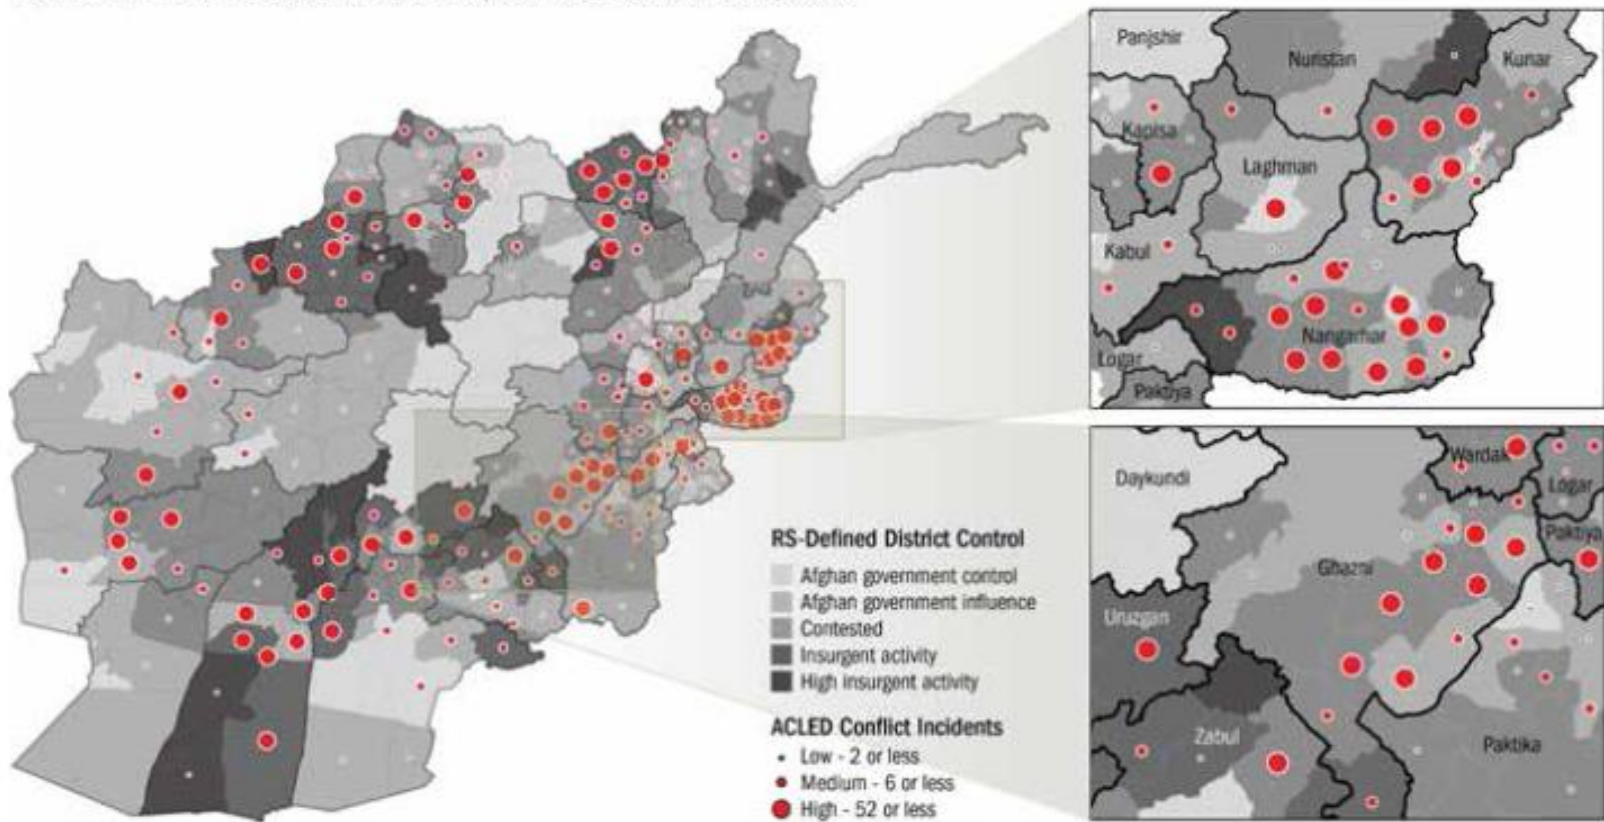 Panjshir
Nuristan
Kunar
Kapisa
Laghman
Kabul
Nangarhar
Logar
Paktiya
Daykundi
Wardak
Logar
Paktiya
Ghazni
Uruzgan
Zabul
Paktika
RS-Defined District Control
Afghan government control
Afghan government influence
Contested
Insurgent activity
High insurgent activity
ACLED Conflict Incidents
Low - 2 or less
Medium - 6 or less
High - 52 or less